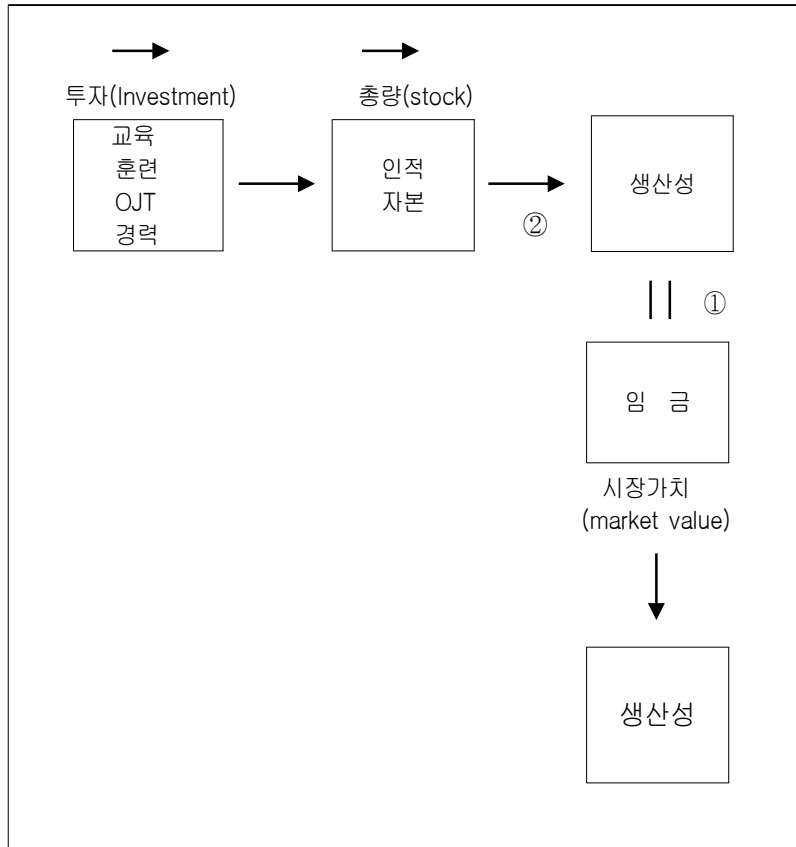 투자(Investment)
총량(stock)
교육
훈련
OJT
경력
인적
자본
생산성
②
①
임 금
시장가치
(market value)
생산성